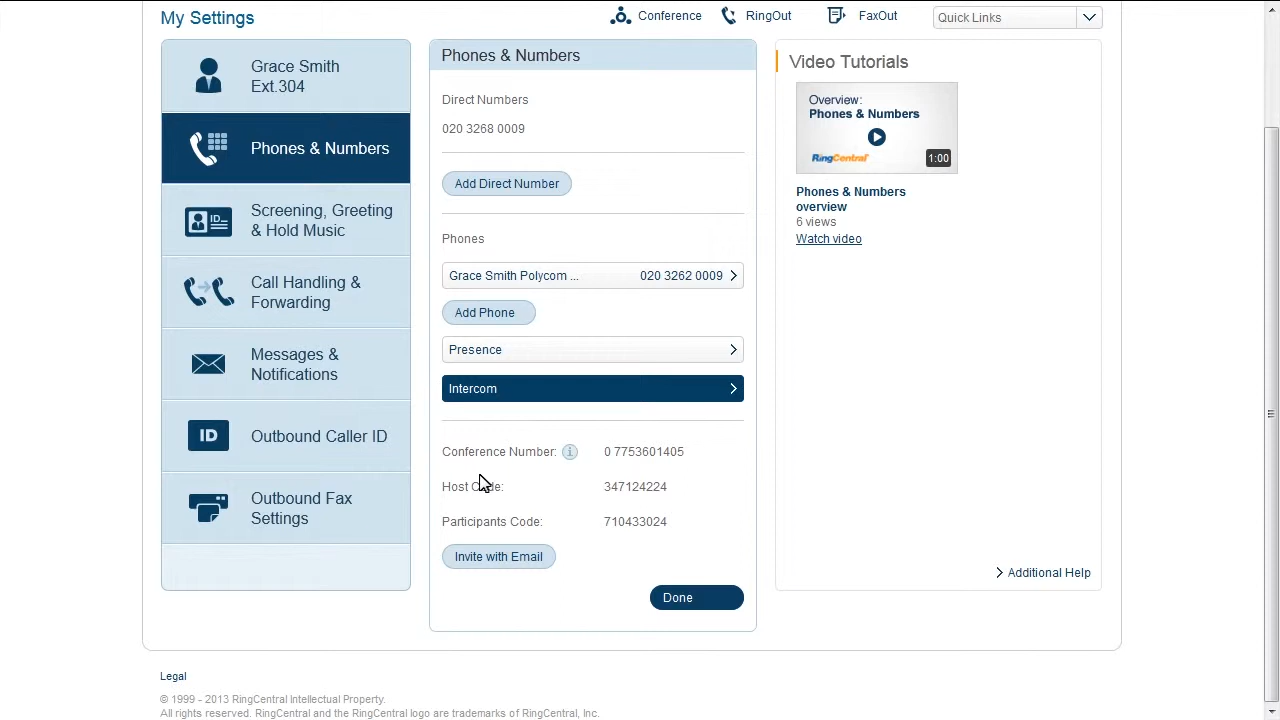 My Settings
Conference
RingOut
FaxOut
Quick Links
Grace Smith
Ext.304
Phones & Numbers
Screening, Greeting
& Hold Music
Call Handling &
Forwarding
Messages &
Notifications
ID
Outbound Caller ID
Outbound Fax
Settings
Phones & Numbers
Direct Numbers
020 3268 0009
Add Direct Number
Phones
Grace Smith Polycom ... 020 3262 0009
Add Phone
Presence
Intercom
Conference Number: i 0 7753601405
Host Code: 347124224
Participants Code: 710433024
Invite with Email
Done
Video Tutorials
Overview:
Phones & Numbers
RingCentral 1:00
Phones & Numbers
overview
6 views
Watch video
Additional Help
Legal
© 1999 - 2013 RingCentral Intellectual Property.
All rights reserved. RingCentral and the RingCentral logo are trademarks of RingCentral, Inc.